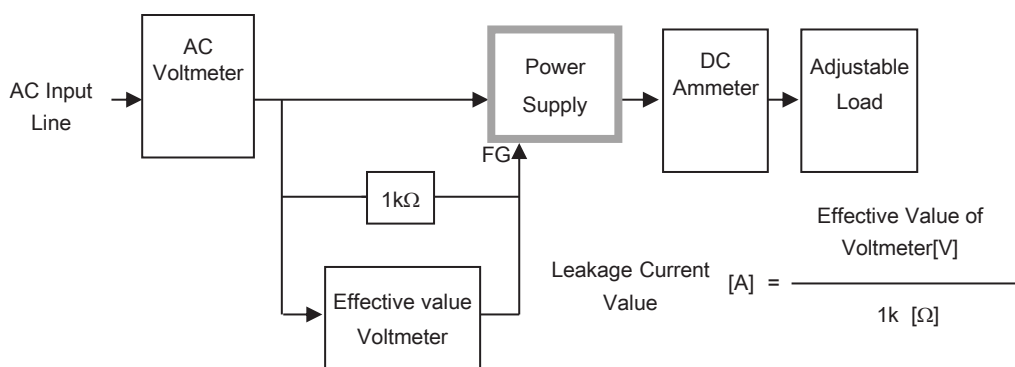 AC Input
Line
AC
Voltmeter
Power
Supply
DC
Ammeter
Adjustable
Load
FG
1kΩ
Effective value
Voltmeter
Leakage Current
Value
[A] =
Effective Value of
Voltmeter[V]
1k [Ω]